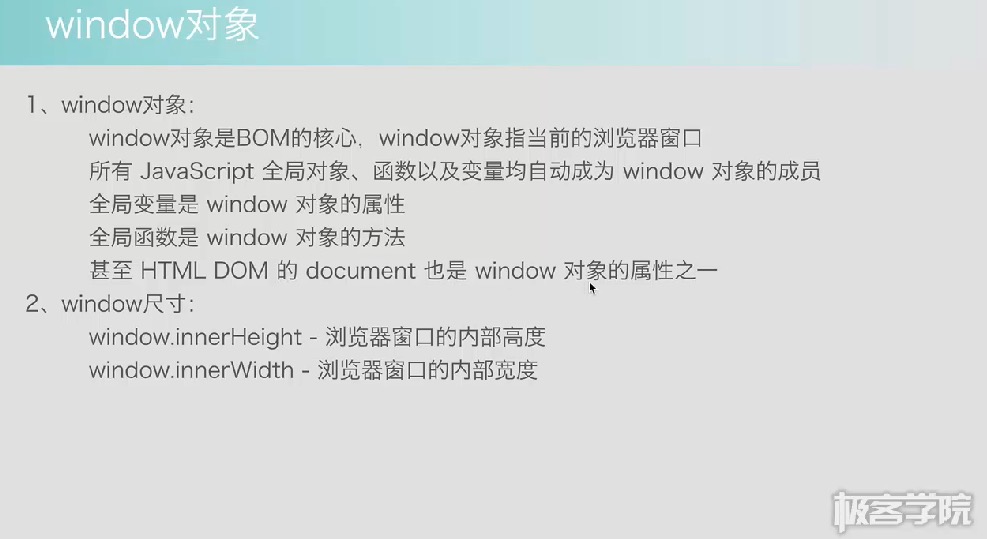 window对象
1、window对象：
window对象是BOM的核心，window对象指当前的浏览器窗口
所有 JavaScript 全局对象、函数以及变量均自动成为 window 对象的成员
全局变量是 window 对象的属性
全局函数是 window 对象的方法
甚至 HTML DOM 的 document 也是 window 对象的属性之一
2、window尺寸：
window.innerHeight - 浏览器窗口的内部高度
window.innerWidth - 浏览器窗口的内部宽度
极客学院